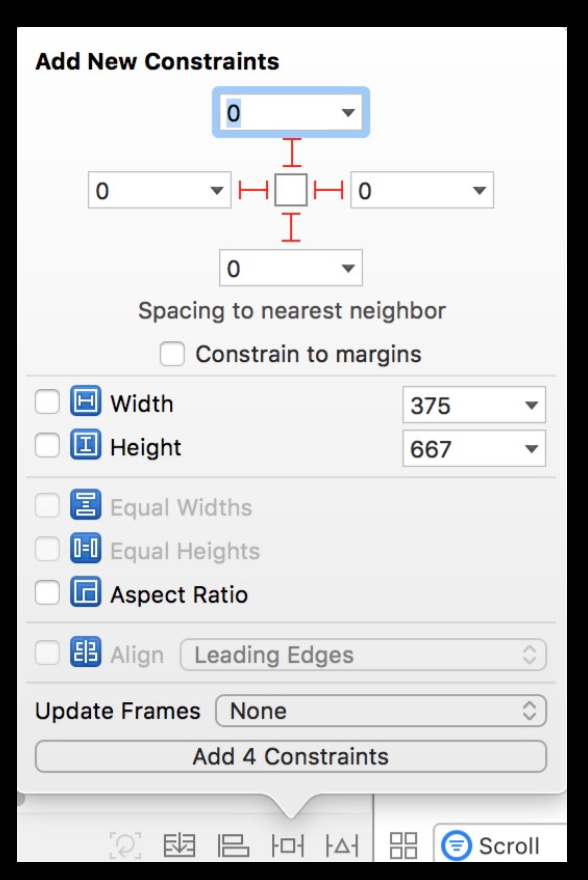 Add New Constraints
0
0 0
0
Spacing to nearest neighbor
Constrain to margins
Width 375
Height 667
Equal Widths
Equal Heights
Aspect Ratio
Align Leading Edges
Update Frames None
Add 4 Constraints
Scroll